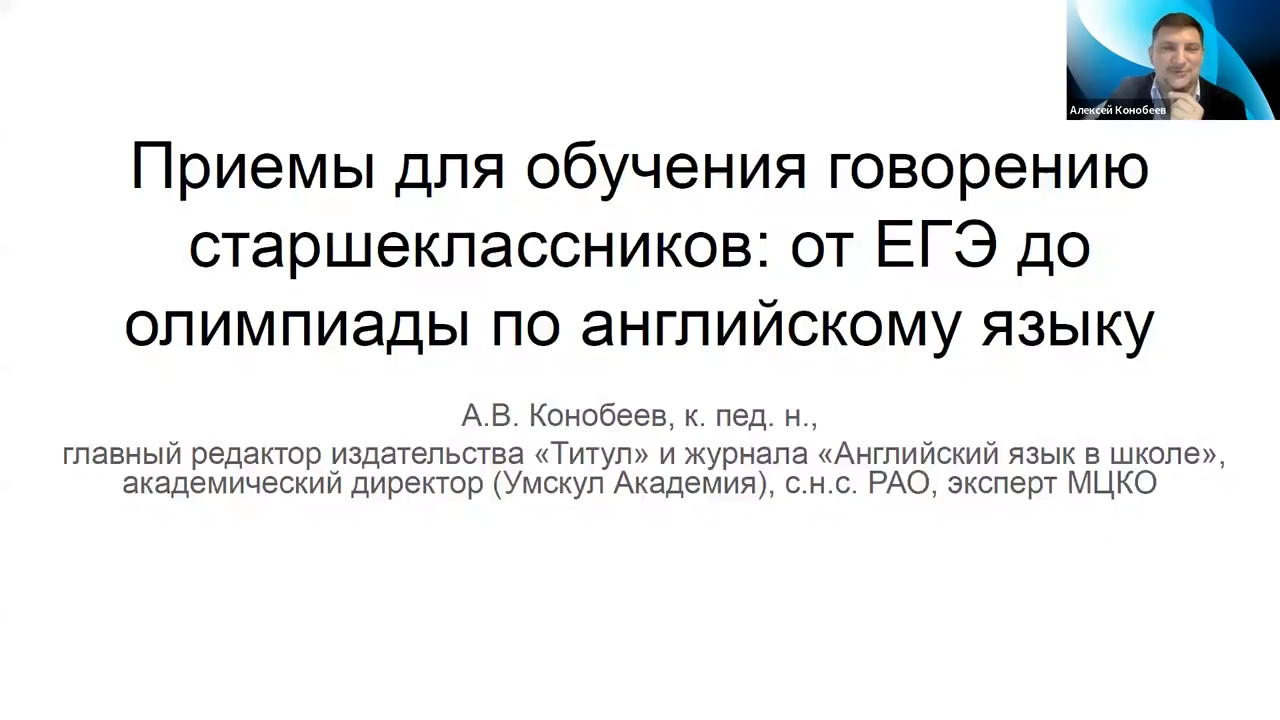 Алексей Конобеев
Приемы для обучения говорению
старшеклассников: от ЕГЭ до
олимпиады по английскому языку
А.В. Конобеев, к. пед. н.,
главный редактор издательства «Титул» и журнала «Английский язык в школе»,
академический директор (Умскул Академия), с.н.с. РАО, эксперт МЦКО